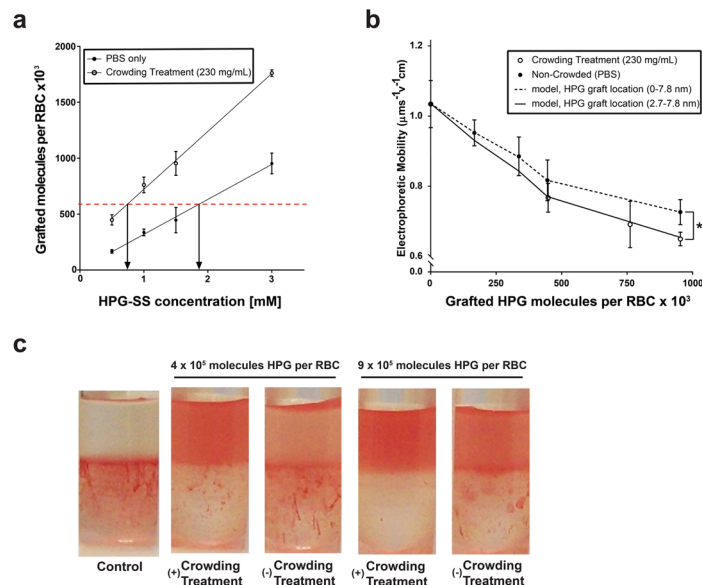 a
2000
1500
1000
500
0
0
1
2
3
Grafted molecules per RBC x10³
HPG-SS concentration [mM]
PBS only
Crowding Treatment (230 mg/mL)
b
1.2
1.0
0.8
0.6
0.0
0
250
500
750
1000
Electrophoretic Mobility (µms⁻¹v⁻¹cm)
Grafted HPG molecules per RBC x 10³
Crowding Treatment (230 mg/mL)
Non-Crowded (PBS)
model, HPG graft location (0-7.8 nm)
model, HPG graft location (2.7-7.8 nm)
*
c
4 x 10⁵ molecules HPG per RBC
9 x 10⁵ molecules HPG per RBC
Control
(+) Crowding
Treatment
(-) Crowding
Treatment
(+) Crowding
Treatment
(-) Crowding
Treatment